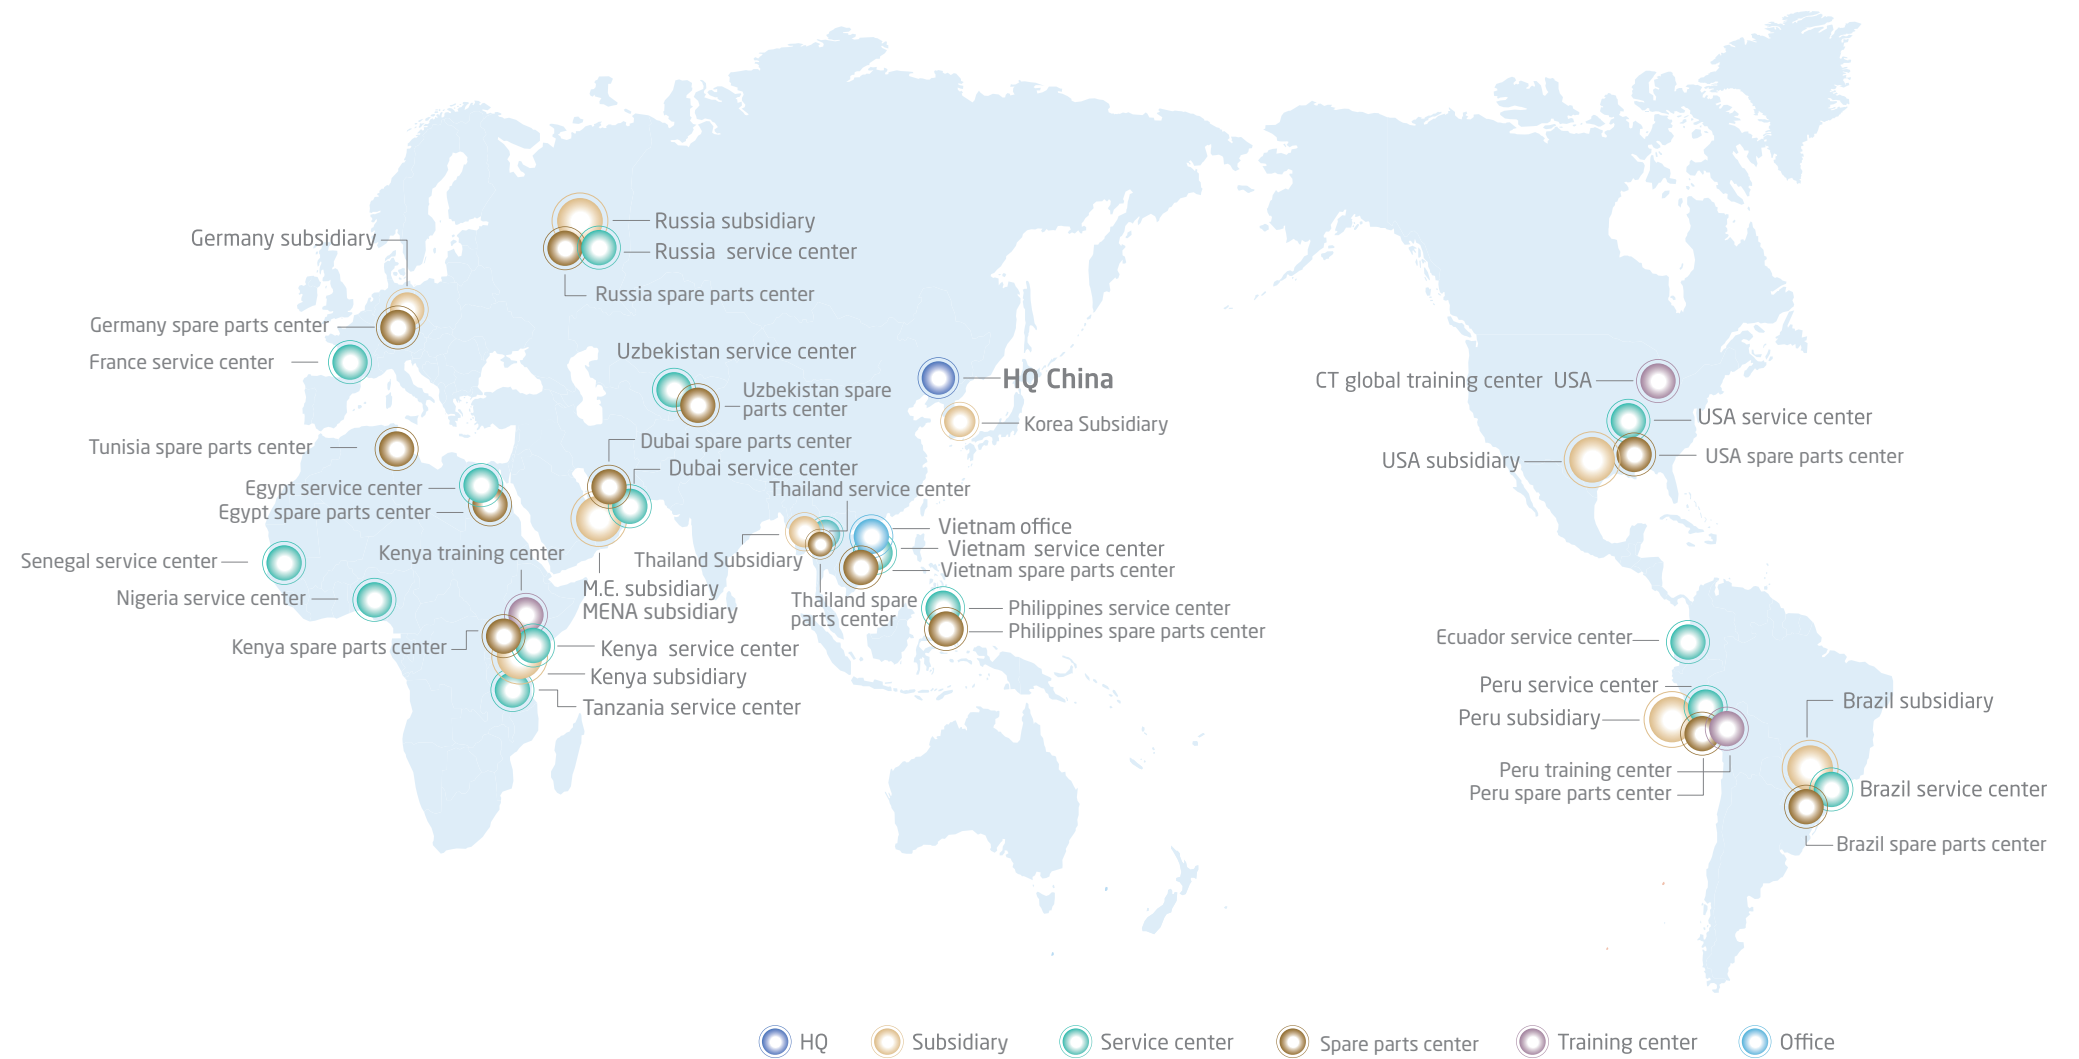 Russia subsidiary
Russia service center
Russia spare parts center
Germany subsidiary
Germany spare parts center
France service center
Uzbekistan service center
Uzbekistan spare
parts center
HQ China
Korea Subsidiary
Tunisia spare parts center
Dubai spare parts center
Dubai service center
Egypt service center
Egypt spare parts center
Thailand service center
Thailand Subsidiary
Thailand spare
parts center
Vietnam office
Vietnam service center
Vietnam spare parts center
Senegal service center
Nigeria service center
Kenya training center
M.E. subsidiary
MENA subsidiary
Kenya spare parts center
Kenya service center
Kenya subsidiary
Tanzania service center
Philippines service center
Philippines spare parts center
CT global training center USA
USA service center
USA subsidiary
USA spare parts center
Ecuador service center
Peru service center
Peru subsidiary
Peru training center
Peru spare parts center
Brazil subsidiary
Brazil service center
Brazil spare parts center
HQ
Subsidiary
Service center
Spare parts center
Training center
Office